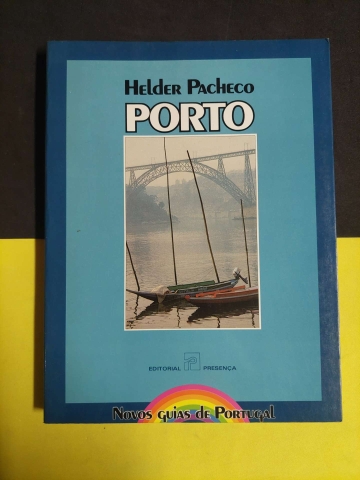 Helder Pacheco
PORTO
EDITORIAL PRESENÇA
Novos guias de Portugal